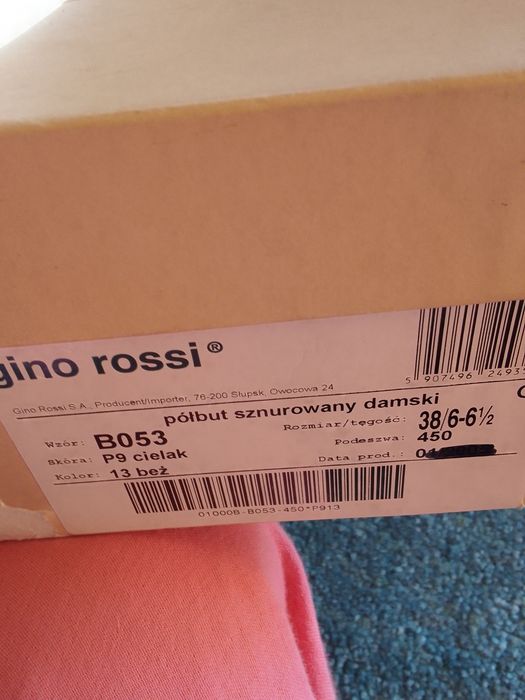 gino rossi®
5 907496 2493
Gino Rossi S.A., Producent/Importer, 76-200 Słupsk, Owocowa 24
półbut sznurowany damski
Wzór: B053 Rozmiar/tęgość: 38/6-6½
Skóra: P9 cielak Podeszwa: 450
Kolor: 13 beż Data prod.:
01000B-B053-450*P913